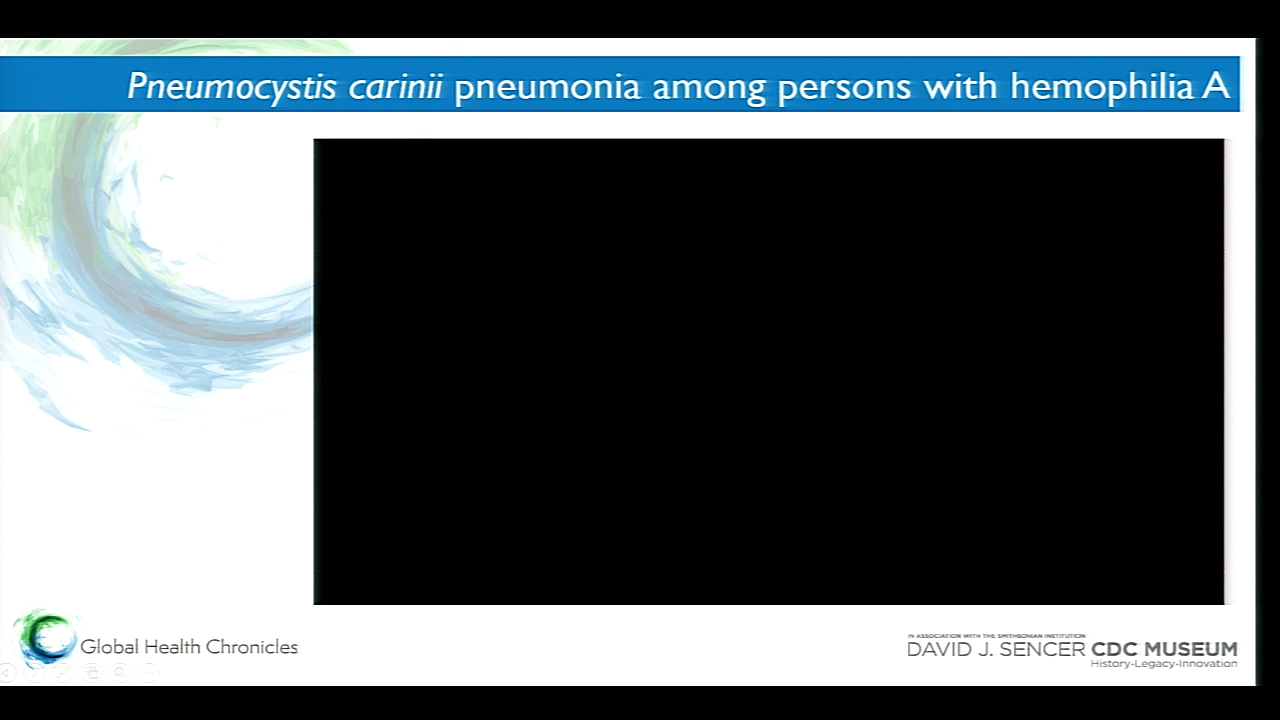 Pneumocystis carinii pneumonia among persons with hemophilia A
Global Health Chronicles
IN ASSOCIATION WITH THE SMITHSONIAN INSTITUTION
DAVID J. SENCER CDC MUSEUM
History-Legacy-Innovation